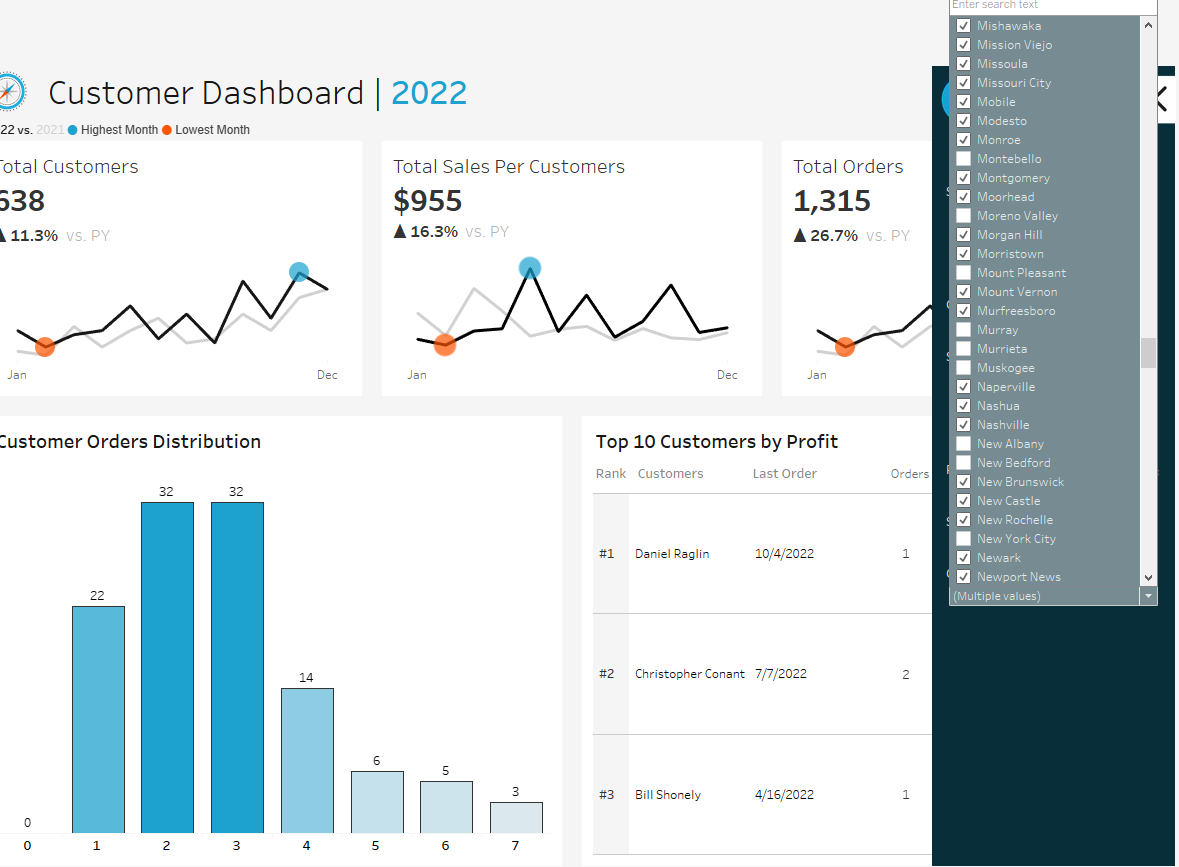 Enter search text
Customer Dashboard | 2022
22 vs. 2021 Highest Month Lowest Month
Total Customers
638
▲ 11.3% vs. PY
Jan Dec
Total Sales Per Customers
$955
▲ 16.3% vs. PY
Jan Dec
Total Orders
1,315
▲ 26.7% vs. PY
Jan
Customer Orders Distribution
0 22 32 32 14 6 5 3
0 1 2 3 4 5 6 7
Top 10 Customers by Profit
Rank Customers Last Order Orders
#1 Daniel Raglin 10/4/2022 1
#2 Christopher Conant 7/7/2022 2
#3 Bill Shonely 4/16/2022 1
Mishawaka
Mission Viejo
Missoula
Missouri City
Mobile
Modesto
Monroe
Montebello
Montgomery
Moorhead
Moreno Valley
Morgan Hill
Morristown
Mount Pleasant
Mount Vernon
Murfreesboro
Murray
Murrieta
Muskogee
Naperville
Nashua
Nashville
New Albany
New Bedford
New Brunswick
New Castle
New Rochelle
New York City
Newark
Newport News
(Multiple values)